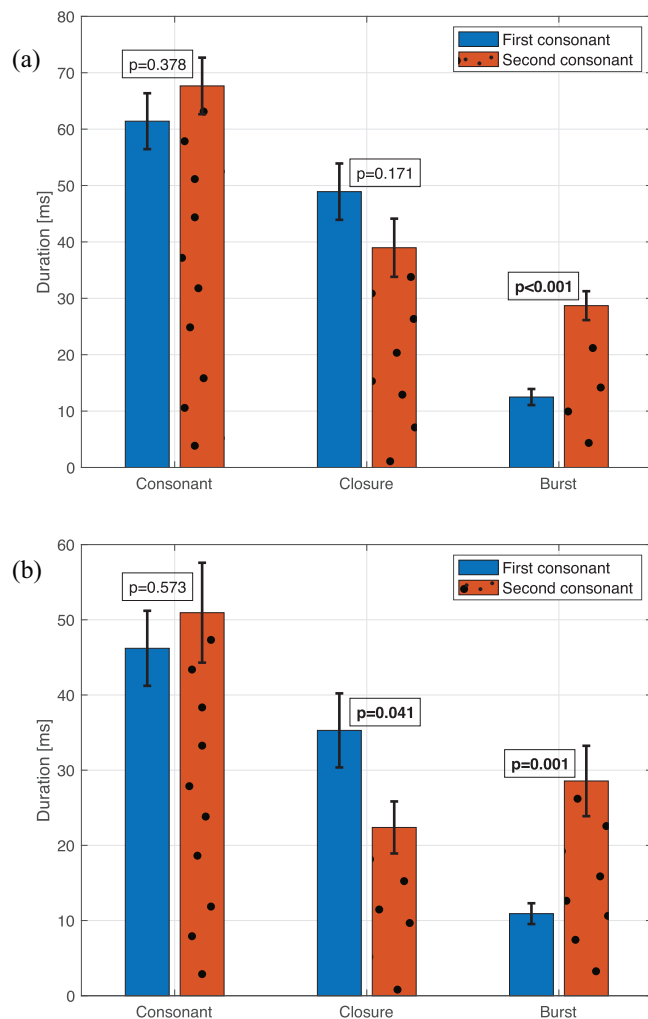 (a)
80
70
60
50
40
30
20
10
0
Duration [ms]
p=0.378
p=0.171
p<0.001
First consonant
Second consonant
Consonant Closure Burst
(b)
60
50
40
30
20
10
0
Duration [ms]
p=0.573
p=0.041
p=0.001
First consonant
Second consonant
Consonant Closure Burst